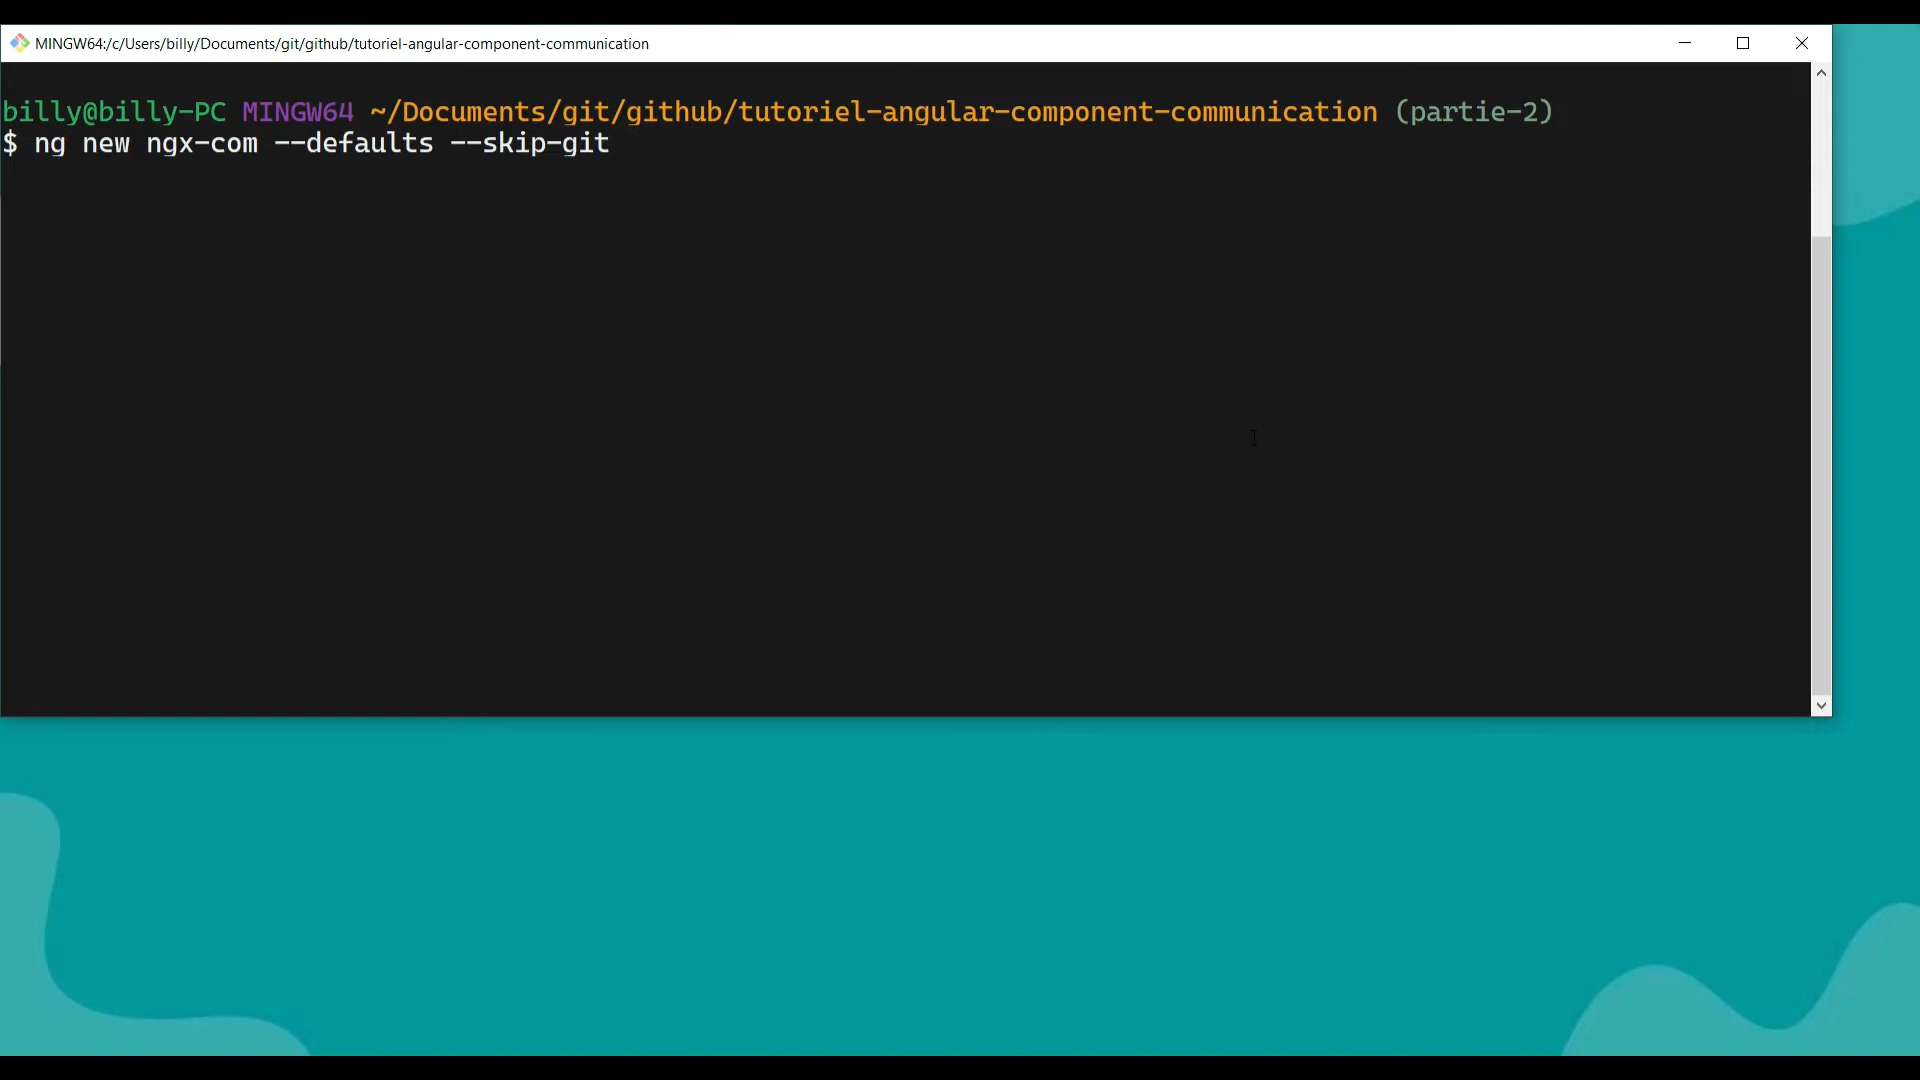 MINGW64:/c/Users/billy/Documents/git/github/tutoriel-angular-component-communication
billy@billy-PC MINGW64 ~/Documents/git/github/tutoriel-angular-component-communication (partie-2)
$ ng new ngx-com --defaults --skip-git